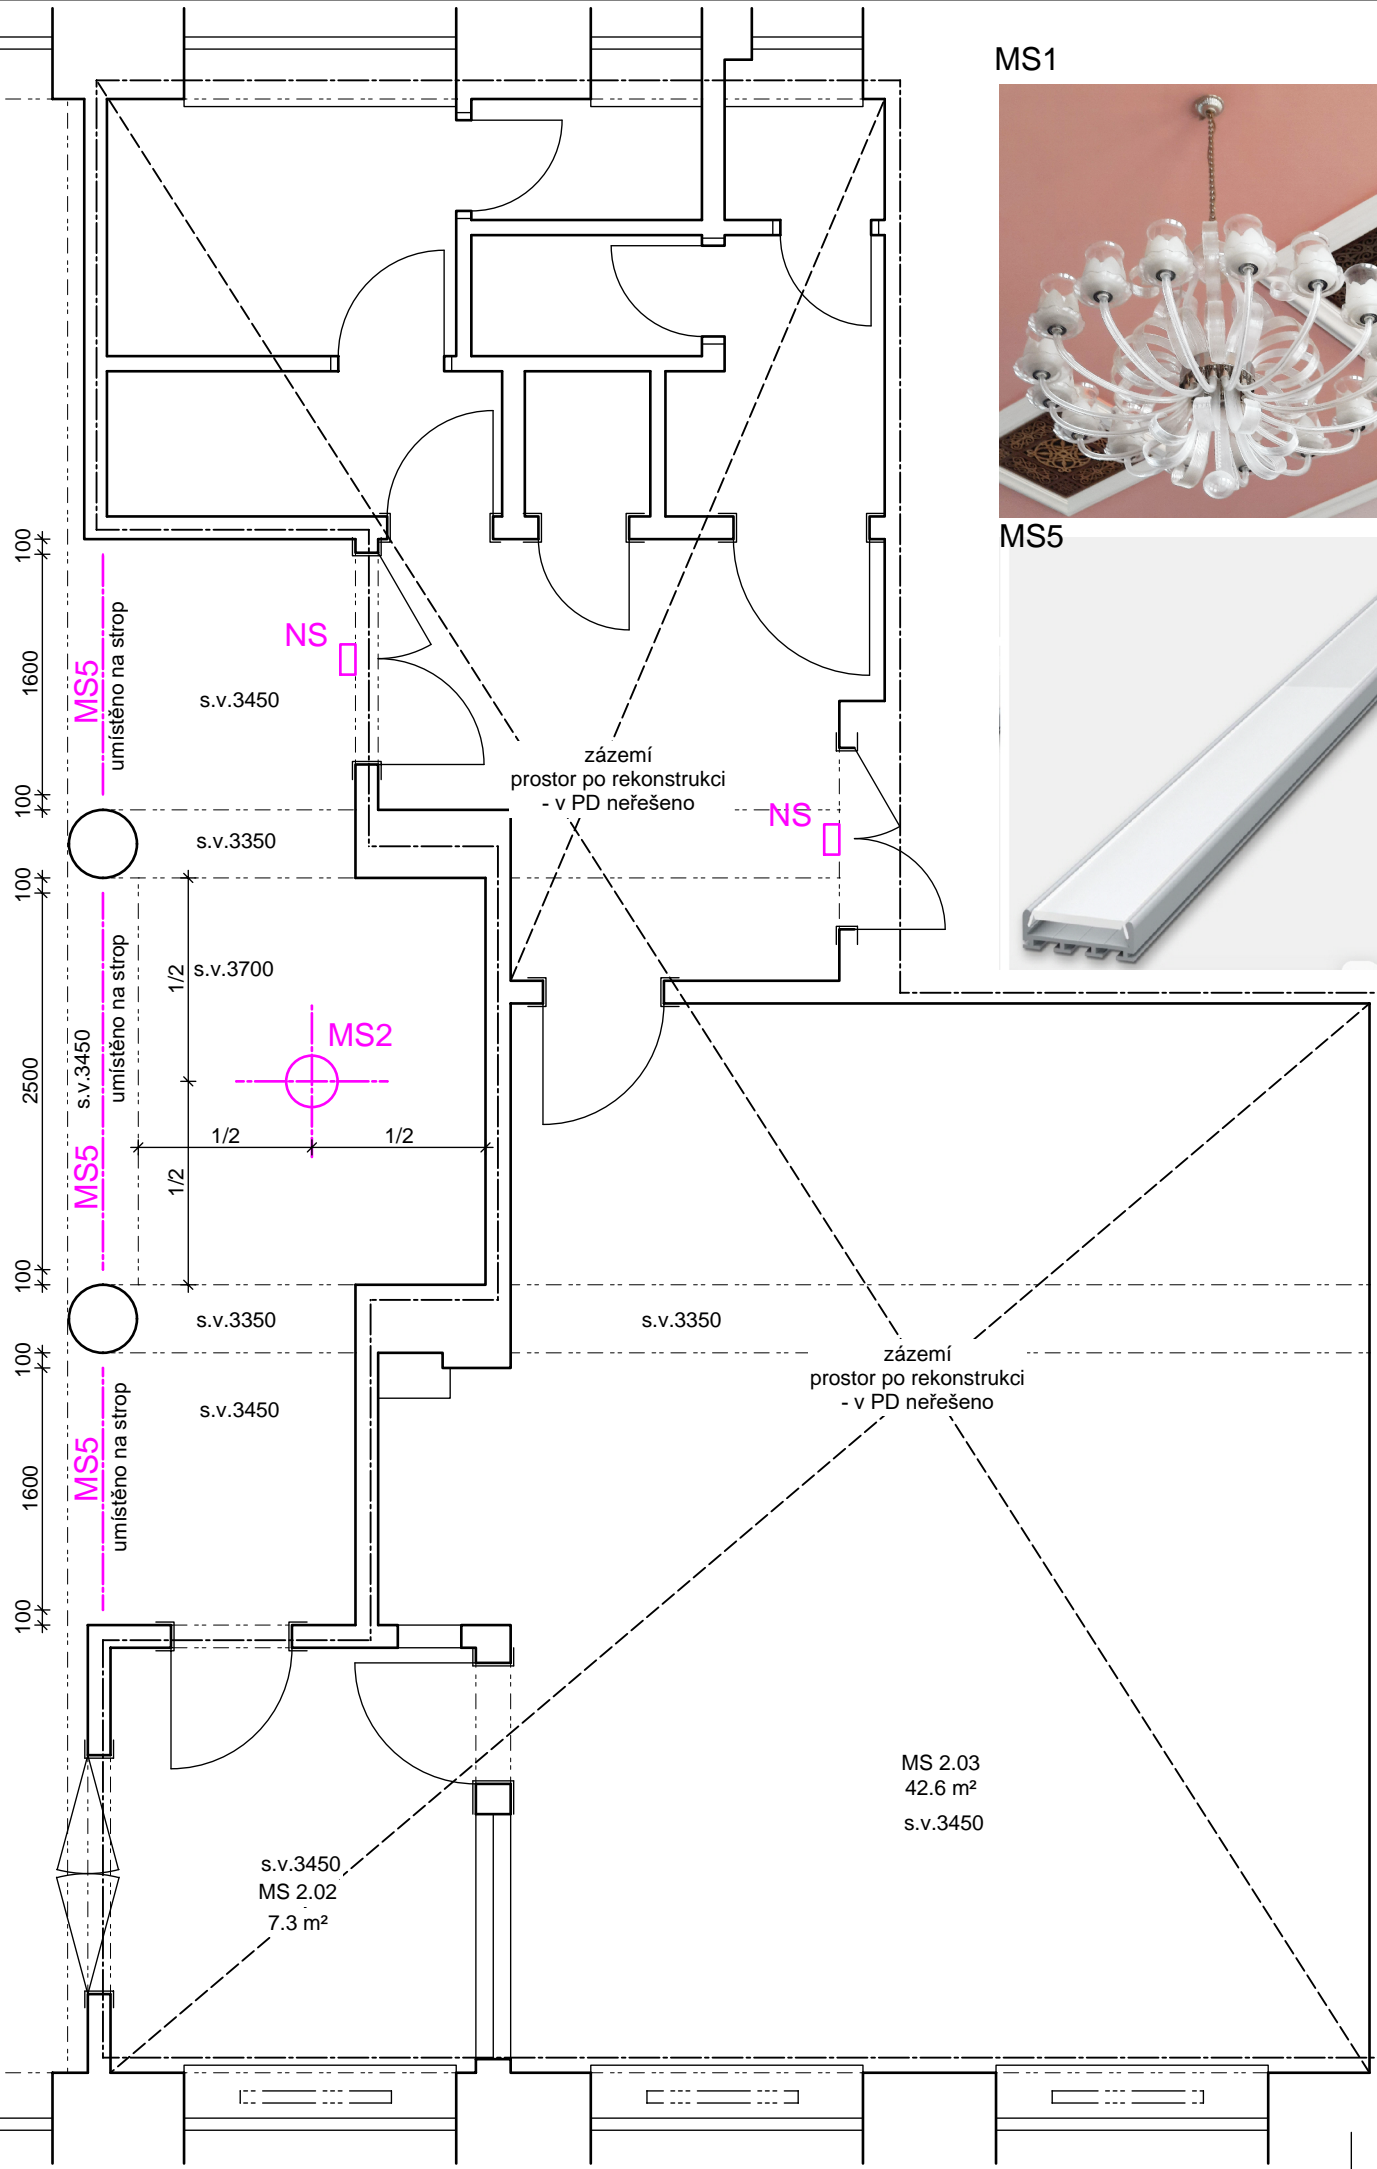 MS1
MS5
100
1600
MS5
umístěno na strop
NS
s.v.3450
zázemí
prostor po rekonstrukci
- v PD neřešeno
NS
100
s.v.3350
100
1/2
s.v.3700
MS2
2500
s.v.3450
umístěno na strop
MS5
1/2
1/2
1/2
100
s.v.3350
s.v.3350
100
zázemí
prostor po rekonstrukci
- v PD neřešeno
s.v.3450
1600
MS5
umístěno na strop
100
MS 2.03
42.6 m²
s.v.3450
s.v.3450
MS 2.02
7.3 m²